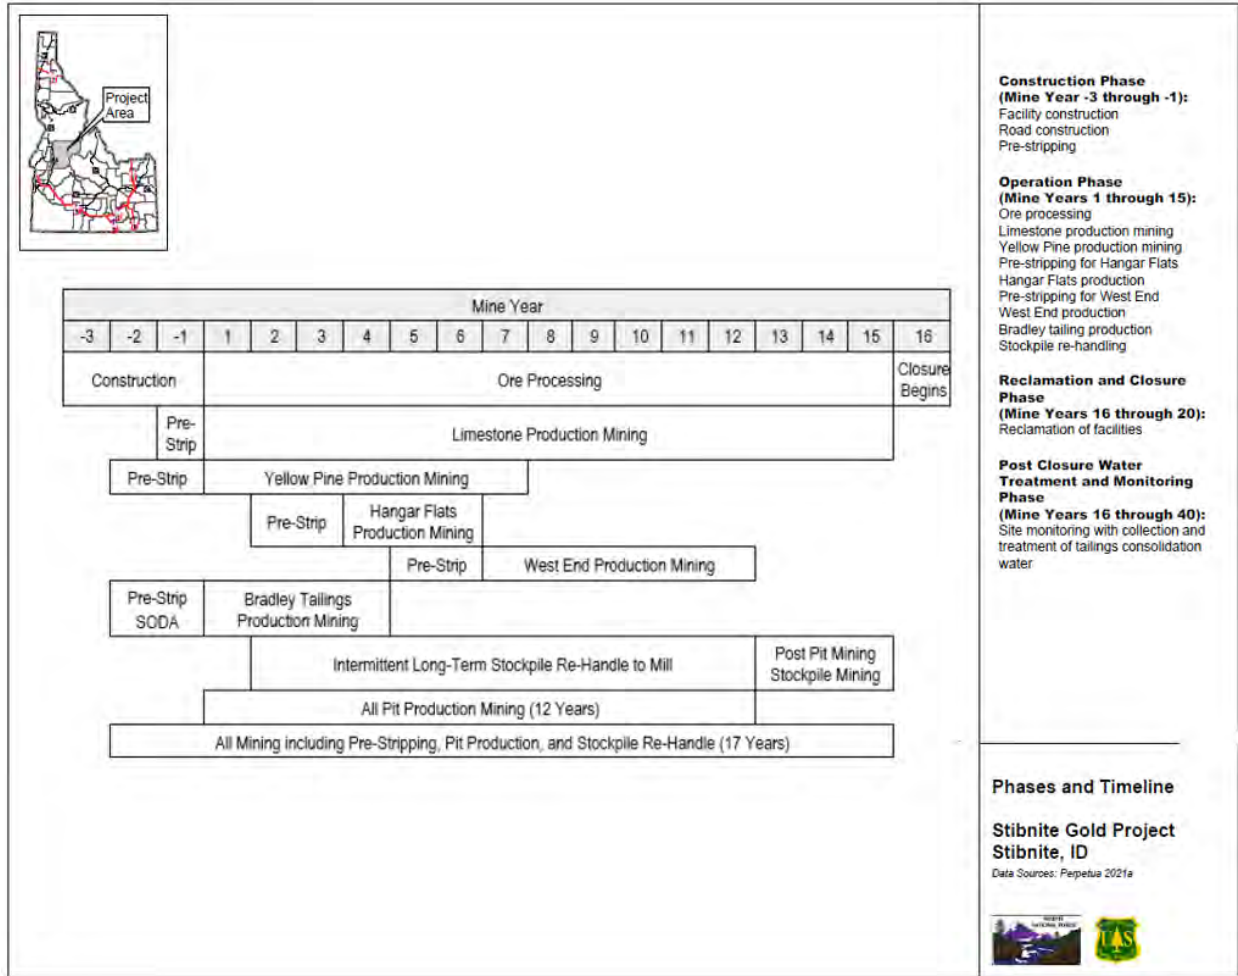 Project
Area
Mine Year
-3 -2 -1 1 2 3 4 5 6 7 8 9 10 11 12 13 14 15 16
Construction
Ore Processing
Closure
Begins
Pre-
Strip
Limestone Production Mining
Pre-Strip
Yellow Pine Production Mining
Pre-Strip
Hangar Flats
Production Mining
Pre-Strip
West End Production Mining
Pre-Strip
SODA
Bradley Tailings
Production Mining
Intermittent Long-Term Stockpile Re-Handle to Mill
Post Pit Mining
Stockpile Mining
All Pit Production Mining (12 Years)
All Mining including Pre-Stripping, Pit Production, and Stockpile Re-Handle (17 Years)
Construction Phase
(Mine Year -3 through -1):
Facility construction
Road construction
Pre-stripping
Operation Phase
(Mine Years 1 through 15):
Ore processing
Limestone production mining
Yellow Pine production mining
Pre-stripping for Hangar Flats
Hangar Flats production
Pre-stripping for West End
West End production
Bradley tailing production
Stockpile re-handling
Reclamation and Closure
Phase
(Mine Years 16 through 20):
Reclamation of facilities
Post Closure Water
Treatment and Monitoring
Phase
(Mine Years 16 through 40):
Site monitoring with collection and
treatment of tailings consolidation
water
Phases and Timeline
Stibnite Gold Project
Stibnite, ID
Data Sources: Perpetua 2021a
NATIONAL FOREST
UAS